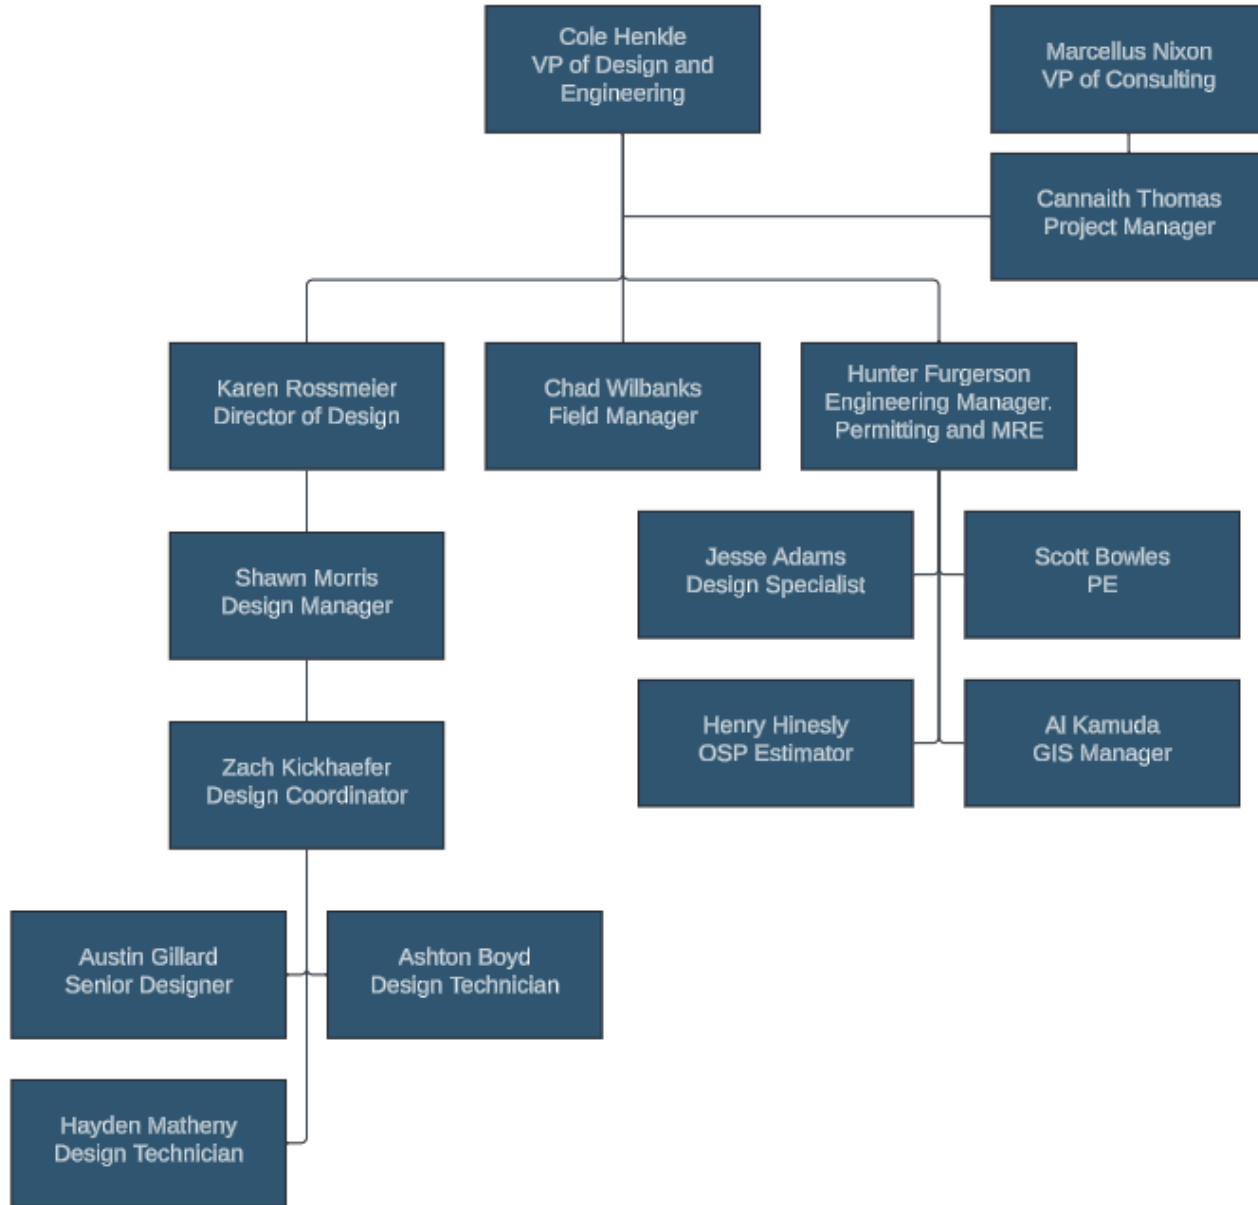 Cole Henkle
VP of Design and
Engineering
Marcellus Nixon
VP of Consulting
Cannaith Thomas
Project Manager
Karen Rossmeier
Director of Design
Chad Wilbanks
Field Manager
Hunter Furgerson
Engineering Manager.
Permitting and MRE
Shawn Morris
Design Manager
Jesse Adams
Design Specialist
Scott Bowles
PE
Henry Hinesly
OSP Estimator
Al Kamuda
GIS Manager
Zach Kickhaefer
Design Coordinator
Austin Gillard
Senior Designer
Ashton Boyd
Design Technician
Hayden Matheny
Design Technician